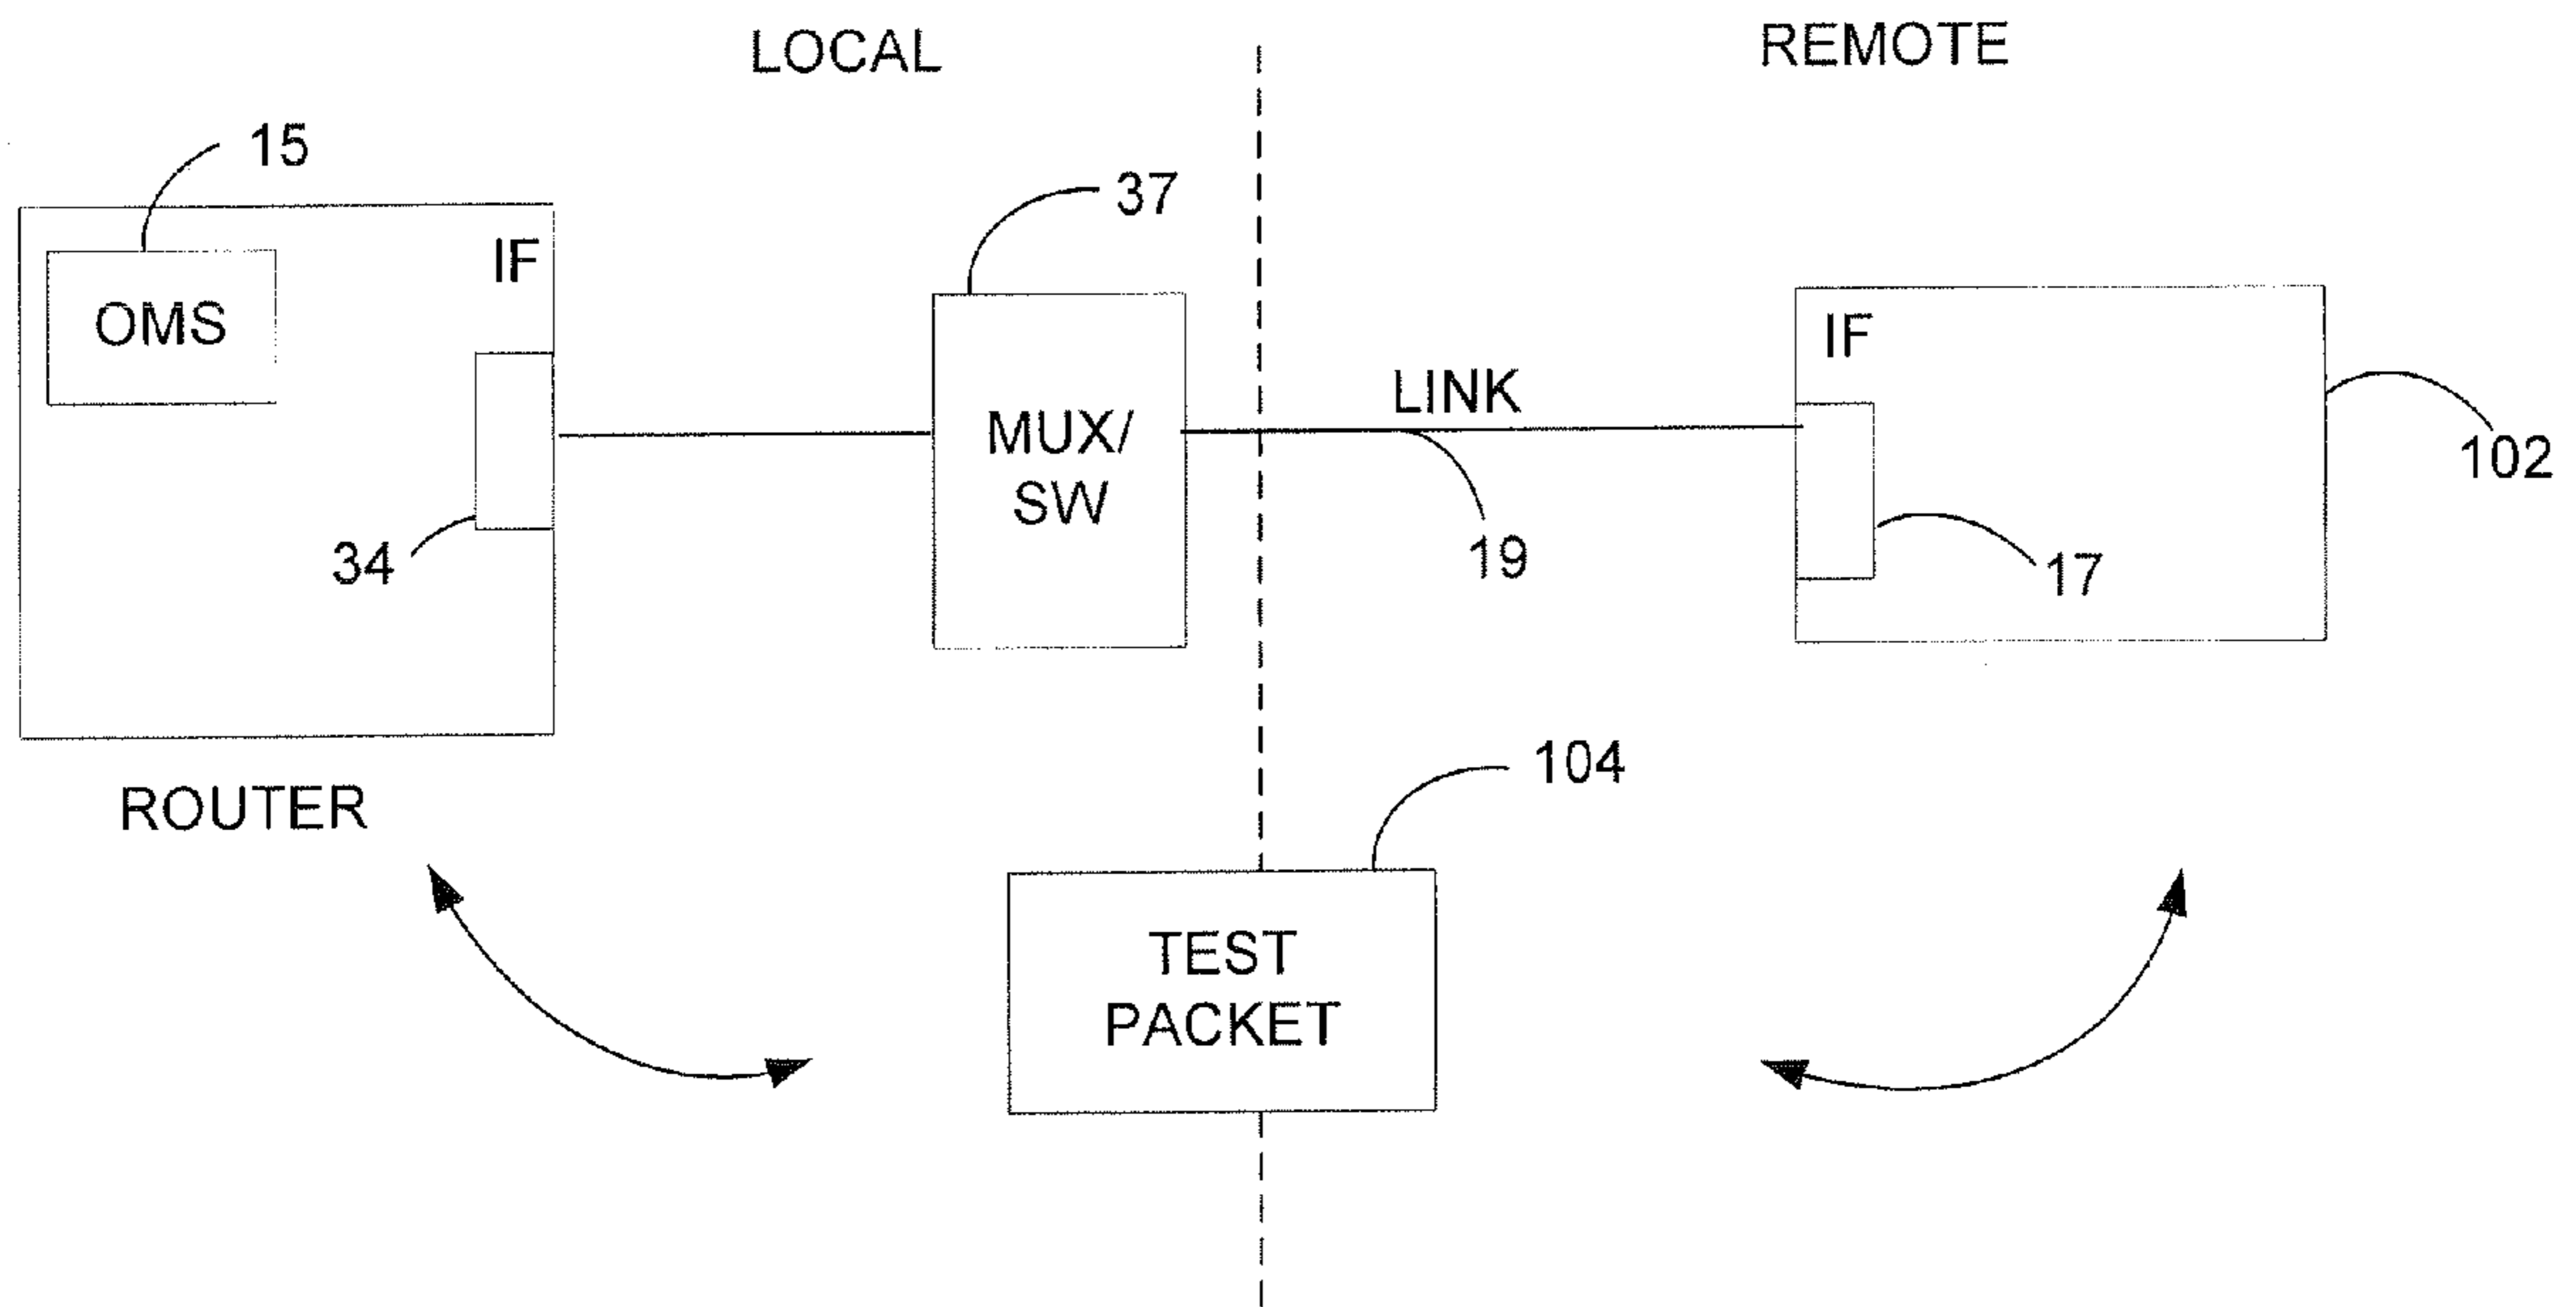 LOCAL
REMOTE
15
37
IF
OMS
IF
LINK
MUX/
SW
102
34
19
17
104
ROUTER
TEST
PACKET